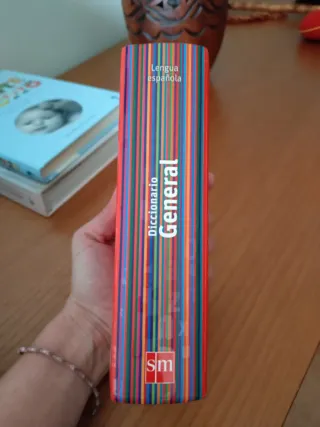 Lengua
española
Diccionario
General
sm